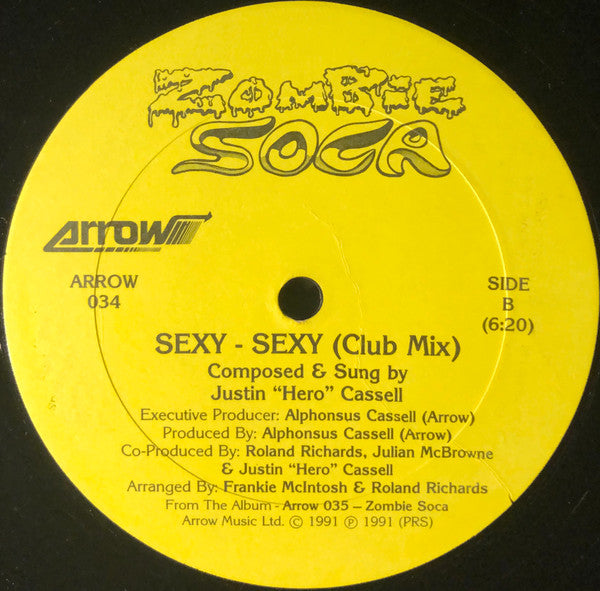 ZOMBIE
SOCA
Arrow
ARROW
034
SIDE
B
(6:20)
SEXY - SEXY (Club Mix)
Composed & Sung by
Justin “Hero” Cassell
Executive Producer: Alphonsus Cassell (Arrow)
Produced By: Alphonsus Cassell (Arrow)
Co-Produced By: Roland Richards, Julian McBrowne
& Justin “Hero” Cassell
Arranged By: Frankie McIntosh & Roland Richards
From The Album - Arrow 035 – Zombie Soca
Arrow Music Ltd. © 1991 ℗ 1991 (PRS)